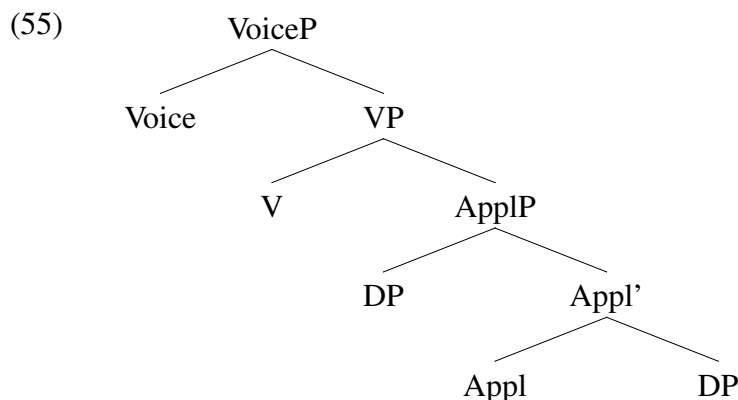 (55)
VoiceP
Voice VP
V ApplP
DP Appl’
Appl DP